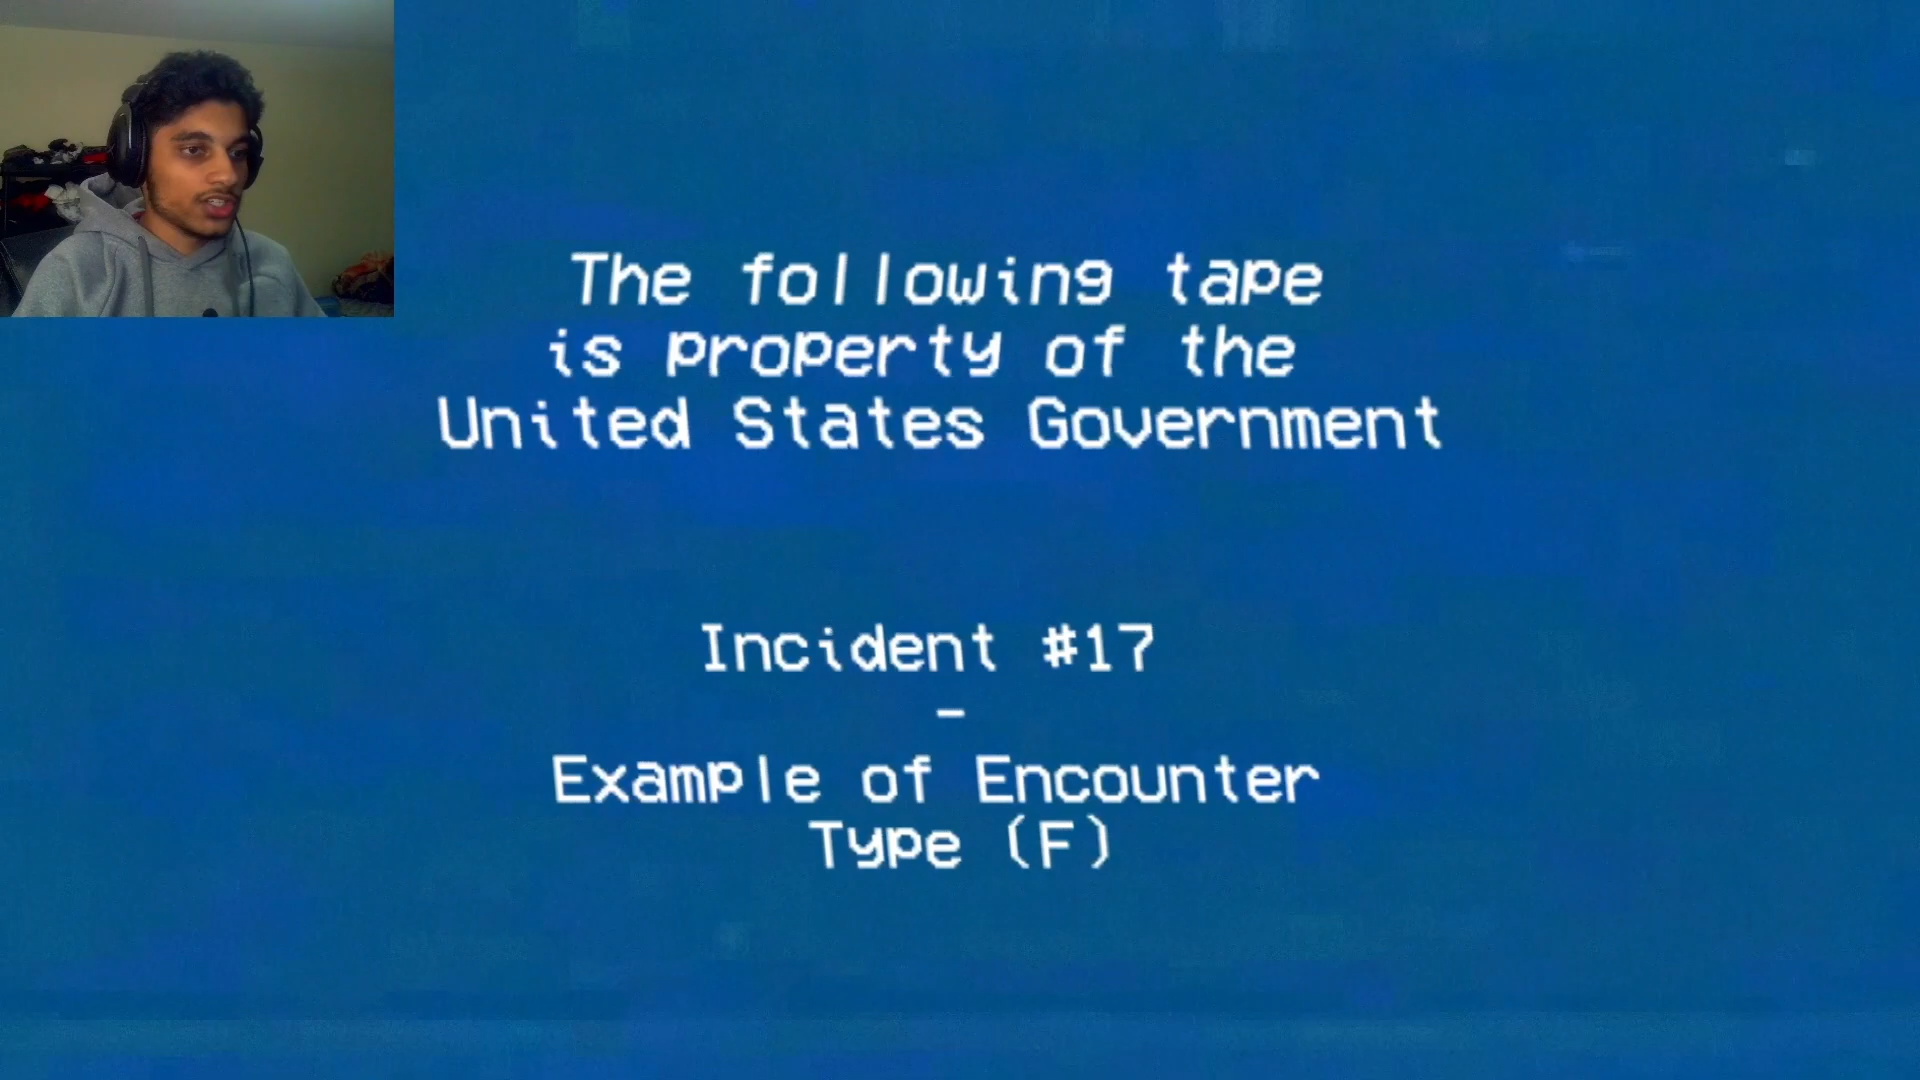 The following tape
is property of the
United States Government
Incident #17
-
Example of Encounter
Type (F)